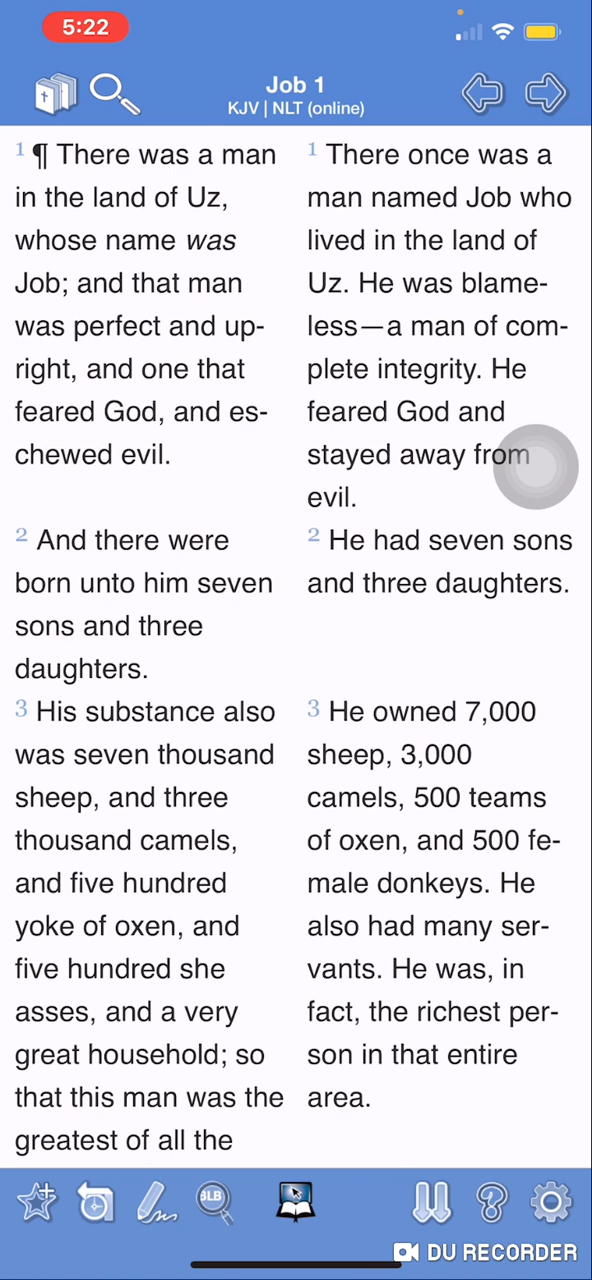 5:22
Job 1
KJV | NLT (online)
1 ¶ There was a man
in the land of Uz,
whose name was
Job; and that man
was perfect and up-
right, and one that
feared God, and es-
chewed evil.
2 And there were
born unto him seven
sons and three
daughters.
3 His substance also
was seven thousand
sheep, and three
thousand camels,
and five hundred
yoke of oxen, and
five hundred she
asses, and a very
great household; so
that this man was the
greatest of all the
1 There once was a
man named Job who
lived in the land of
Uz. He was blame-
less—a man of com-
plete integrity. He
feared God and
stayed away from
evil.
2 He had seven sons
and three daughters.
3 He owned 7,000
sheep, 3,000
camels, 500 teams
of oxen, and 500 fe-
male donkeys. He
also had many ser-
vants. He was, in
fact, the richest per-
son in that entire
area.
BLB
DU RECORDER